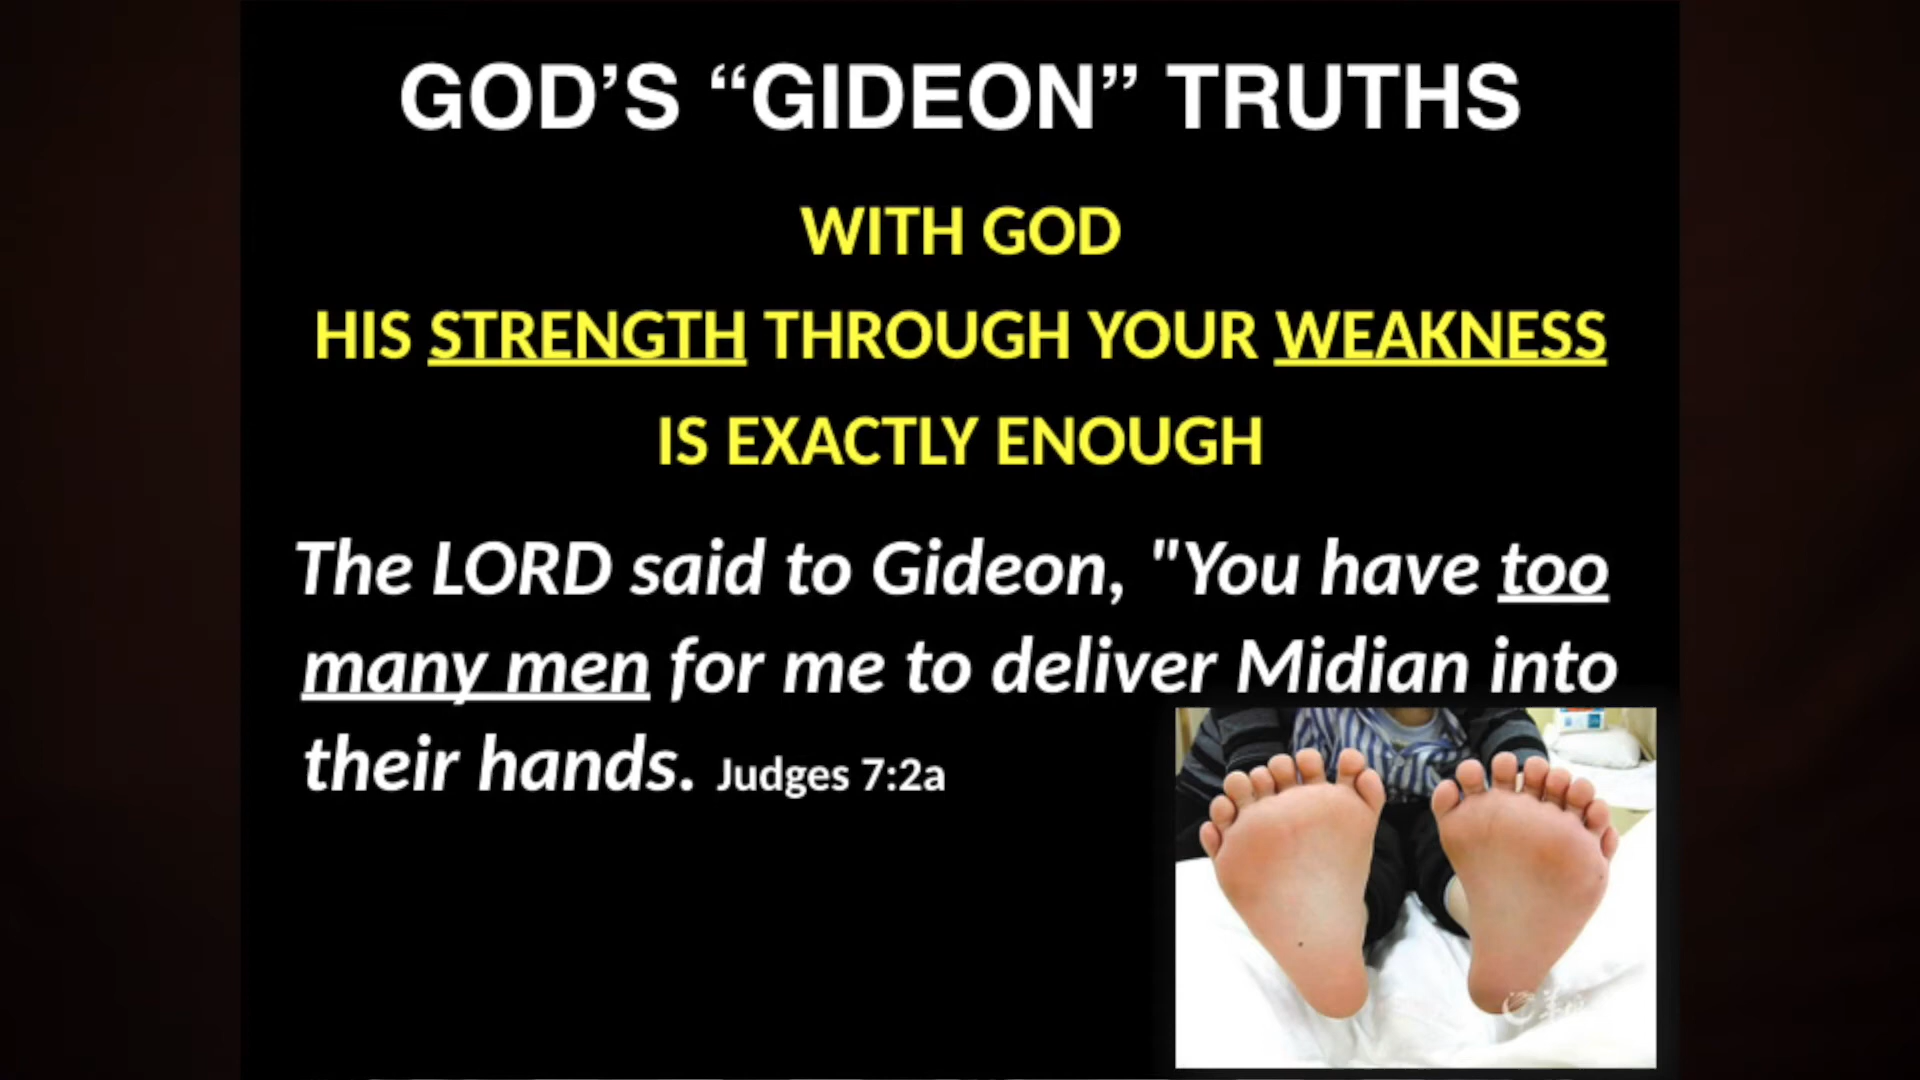 GOD’S “GIDEON” TRUTHS
WITH GOD
HIS STRENGTH THROUGH YOUR WEAKNESS
IS EXACTLY ENOUGH
The LORD said to Gideon, "You have too
many men for me to deliver Midian into
their hands. Judges 7:2a